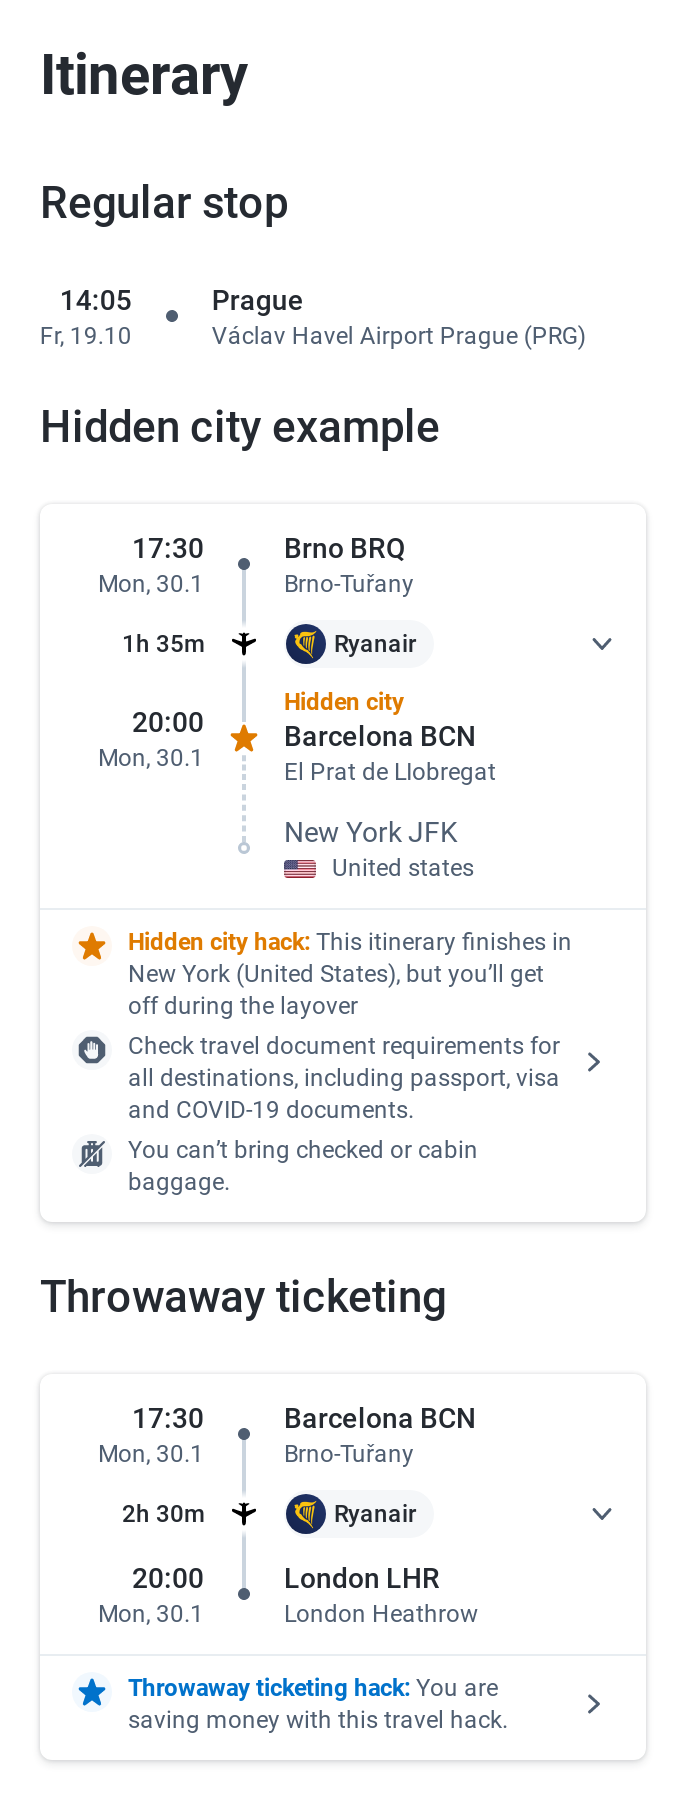 Itinerary
Regular stop
14:05
Prague
Fr, 19.10
Václav Havel Airport Prague (PRG)
Hidden city example
17:30
Brno BRQ
Mon, 30.1
Brno-Tuřany
1h 35m
Ryanair
Hidden city
20:00
Barcelona BCN
Mon, 30.1
El Prat de Llobregat
New York JFK
United states
Hidden city hack: This itinerary finishes in
New York (United States), but you’ll get
off during the layover
Check travel document requirements for
all destinations, including passport, visa
and COVID-19 documents.
You can’t bring checked or cabin
baggage.
Throwaway ticketing
17:30
Barcelona BCN
Mon, 30.1
Brno-Tuřany
2h 30m
Ryanair
20:00
London LHR
Mon, 30.1
London Heathrow
Throwaway ticketing hack: You are
saving money with this travel hack.